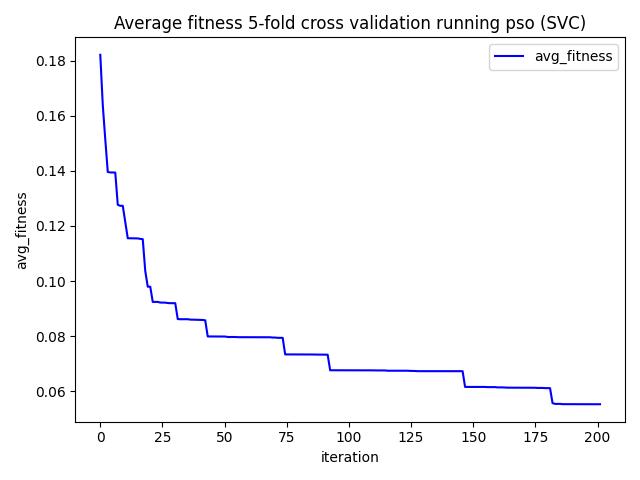 Average fitness 5-fold cross validation running pso (SVC)
avg_fitness
0.18
0.16
0.14
0.12
0.10
0.08
0.06
avg_fitness
0 25 50 75 100 125 150 175 200
iteration